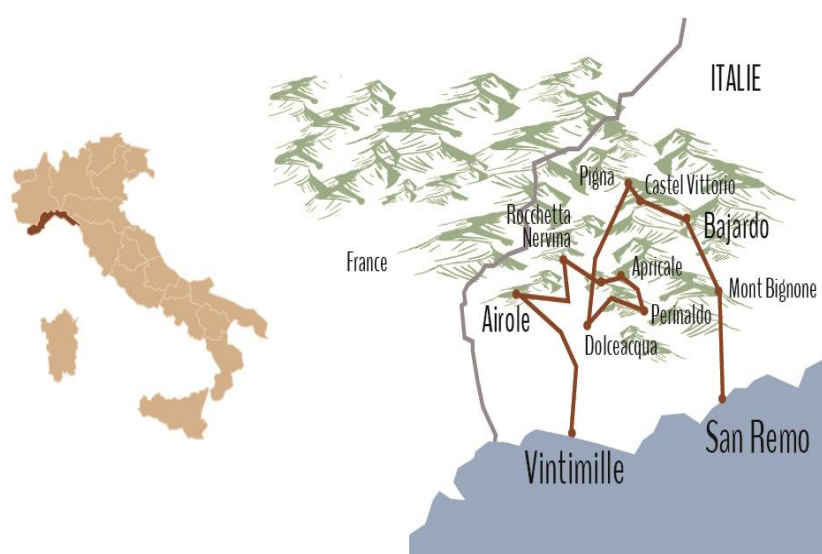 ITALIE
Pigna
Castel Vittorio
Rocchetta
Nervina
Bajardo
France
Apricale
Mont Bignone
Airole
Perinaldo
Dolceacqua
San Remo
Vintimille